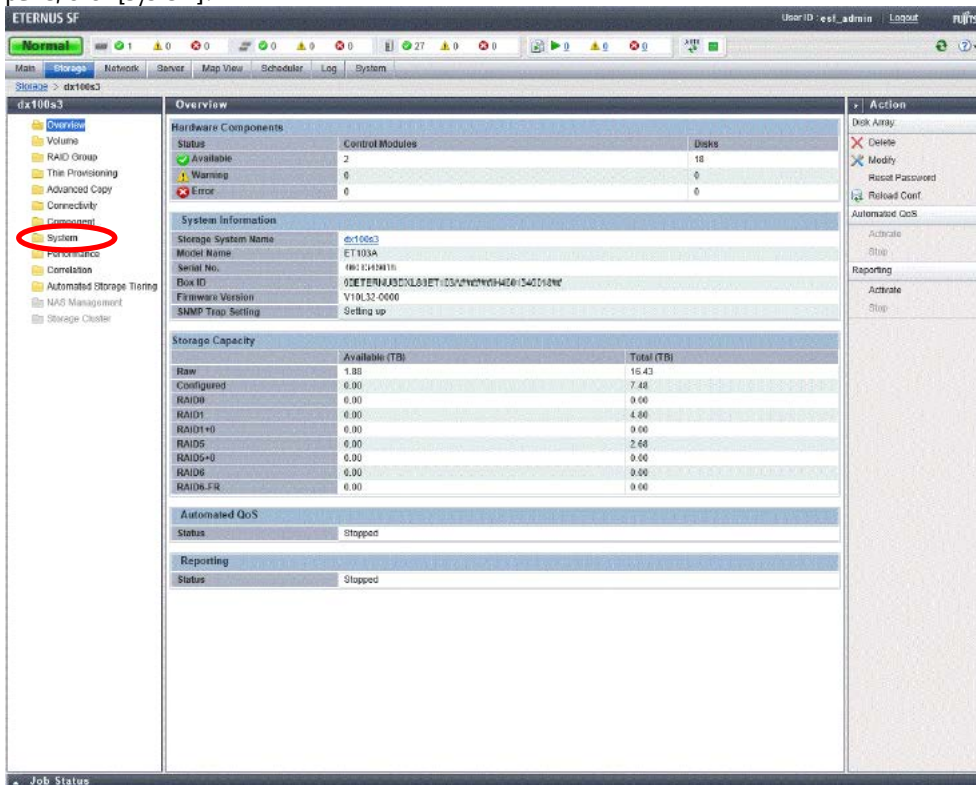 ETERNUS SF User ID : esf_admin Logout
Normal 1 0 0 0 0 0 27 0 0 0 0 0
Main Storage Network Server Map View Scheduler Log System
Storage > dx100s3
dx100s3 Overview Action
Overview
Volume
RAID Group
Thin Provisioning
Advanced Copy
Connectivity
Component
System
Performance
Correlation
Automated Storage Tiering
NAS Management
Storage Cluster
Hardware Components
Status Control Modules Disks
Available 2 18
Warning 0 0
Error 0 0
System Information
Storage System Name dx100s3
Model Name ET103A
Serial No.
Box ID
Firmware Version V10L32-0000
SNMP Trap Setting Setting up
Storage Capacity
Available (TB) Total (TB)
Raw 1.88 16.43
Configured 0.00 7.48
RAID0 0.00 0.00
RAID1 0.00 4.80
RAID1+0 0.00 0.00
RAID5 0.00 2.68
RAID5+0 0.00 0.00
RAID6 0.00 0.00
RAID6-FR 0.00 0.00
Automated QoS
Status Stopped
Reporting
Status Stopped
Disk Array
Delete
Modify
Reset Password
Reload Conf.
Automated QoS
Activate
Stop
Reporting
Activate
Stop
Job Status